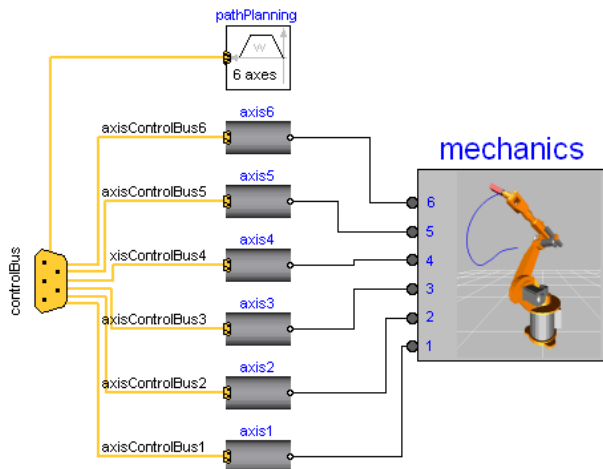 pathPlanning
W
6 axes
axis6
axisControlBus6
mechanics
axis5
axisControlBus5
6
5
axis4
xisControlBus4
4
controlBus
axis3
3
axisControlBus3
2
axis2
1
axisControlBus2
axis1
axisControlBus1